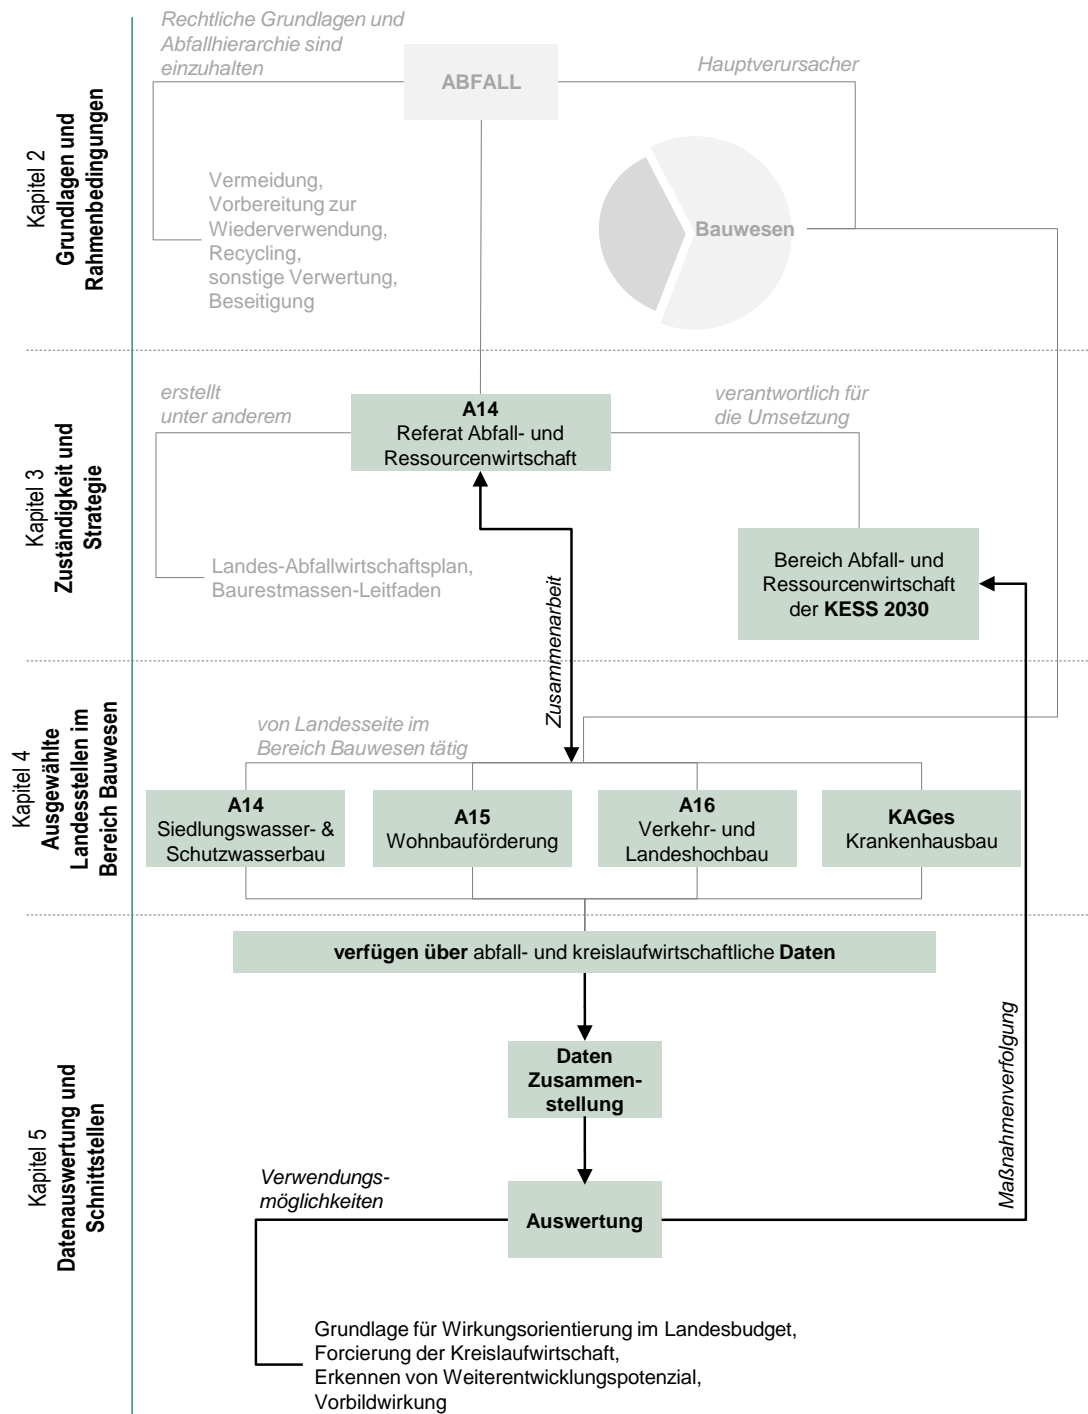 Kapitel 2
Grundlagen und
Rahmenbedingungen
Rechtliche Grundlagen und
Abfallhierarchie sind
einzuhalten
ABFALL
Hauptverursacher
Vermeidung,
Vorbereitung zur
Wiederverwendung,
Recycling,
sonstige Verwertung,
Beseitigung
Bauwesen
Kapitel 3
Zuständigkeit und
Strategie
erstellt
unter anderem
A14
Referat Abfall- und
Ressourcenwirtschaft
verantwortlich für
die Umsetzung
Landes-Abfallwirtschaftsplan,
Baurestmassen-Leitfaden
Zusammenarbeit
Bereich Abfall- und
Ressourcenwirtschaft
der KESS 2030
Kapitel 4
Ausgewählte
Landesstellen im
Bereich Bauwesen
von Landesseite im
Bereich Bauwesen tätig
A14
Siedlungswasser- &
Schutzwasserbau
A15
Wohnbauförderung
A16
Verkehr- und
Landeshochbau
KAGes
Krankenhausbau
Kapitel 5
Datenauswertung und
Schnittstellen
verfügen über abfall- und kreislaufwirtschaftliche Daten
Daten
Zusammen-
stellung
Maßnahmenverfolgung
Verwendungs-
möglichkeiten
Auswertung
Grundlage für Wirkungsorientierung im Landesbudget,
Forcierung der Kreislaufwirtschaft,
Erkennen von Weiterentwicklungspotenzial,
Vorbildwirkung